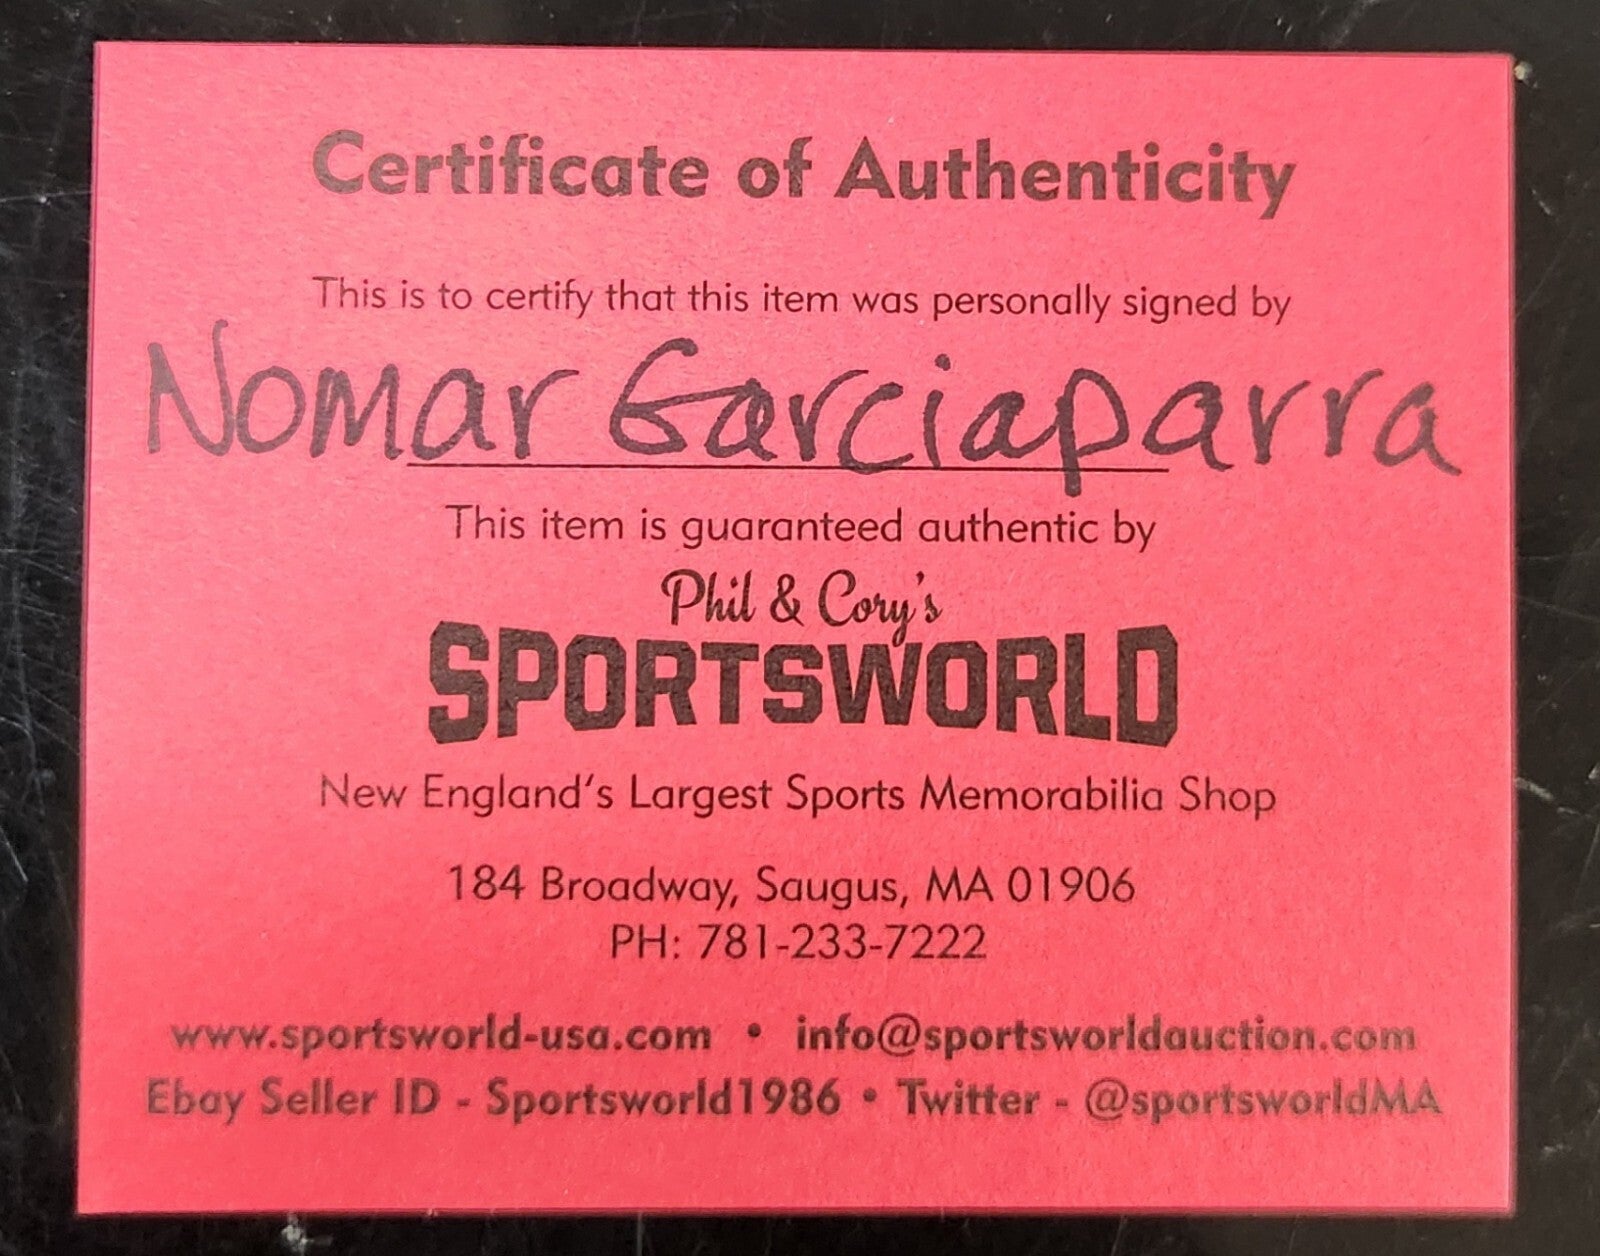 Certificate of Authenticity
This is to certify that this item was personally signed by
Nomar Garciaparra
This item is guaranteed authentic by
Phil & Cory's
SPORTSWORLD
New England's Largest Sports Memorabilia Shop
184 Broadway, Saugus, MA 01906
PH: 781-233-7222
www.sportsworld-usa.com • info@sportsworldauction.com
Ebay Seller ID - Sportsworld1986 • Twitter - @sportsworldMA